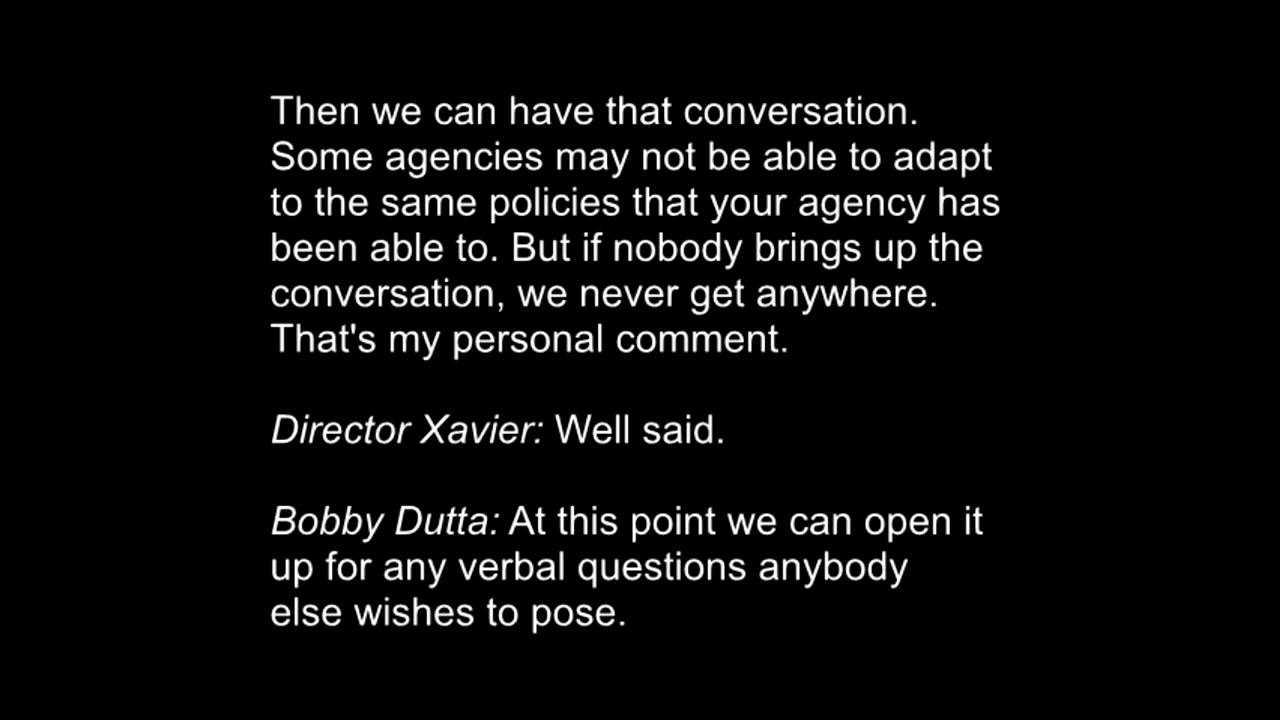 Then we can have that conversation.
Some agencies may not be able to adapt
to the same policies that your agency has
been able to. But if nobody brings up the
conversation, we never get anywhere.
That's my personal comment.
Director Xavier: Well said.
Bobby Dutta: At this point we can open it
up for any verbal questions anybody
else wishes to pose.